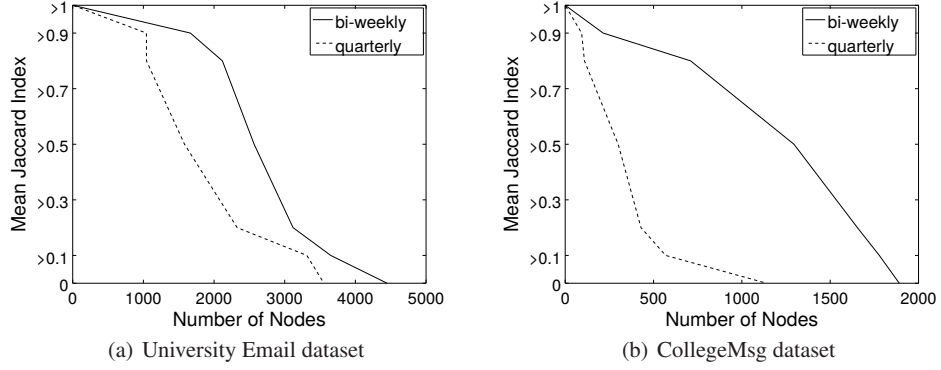 >1
>0.9
>0.7
>0.5
>0.3
>0.1
0
Mean Jaccard Index
bi-weekly
quarterly
0 1000 2000 3000 4000 5000
Number of Nodes
(a) University Email dataset
>1
>0.9
>0.7
>0.5
>0.3
>0.1
0
Mean Jaccard Index
bi-weekly
quarterly
0 500 1000 1500 2000
Number of Nodes
(b) CollegeMsg dataset